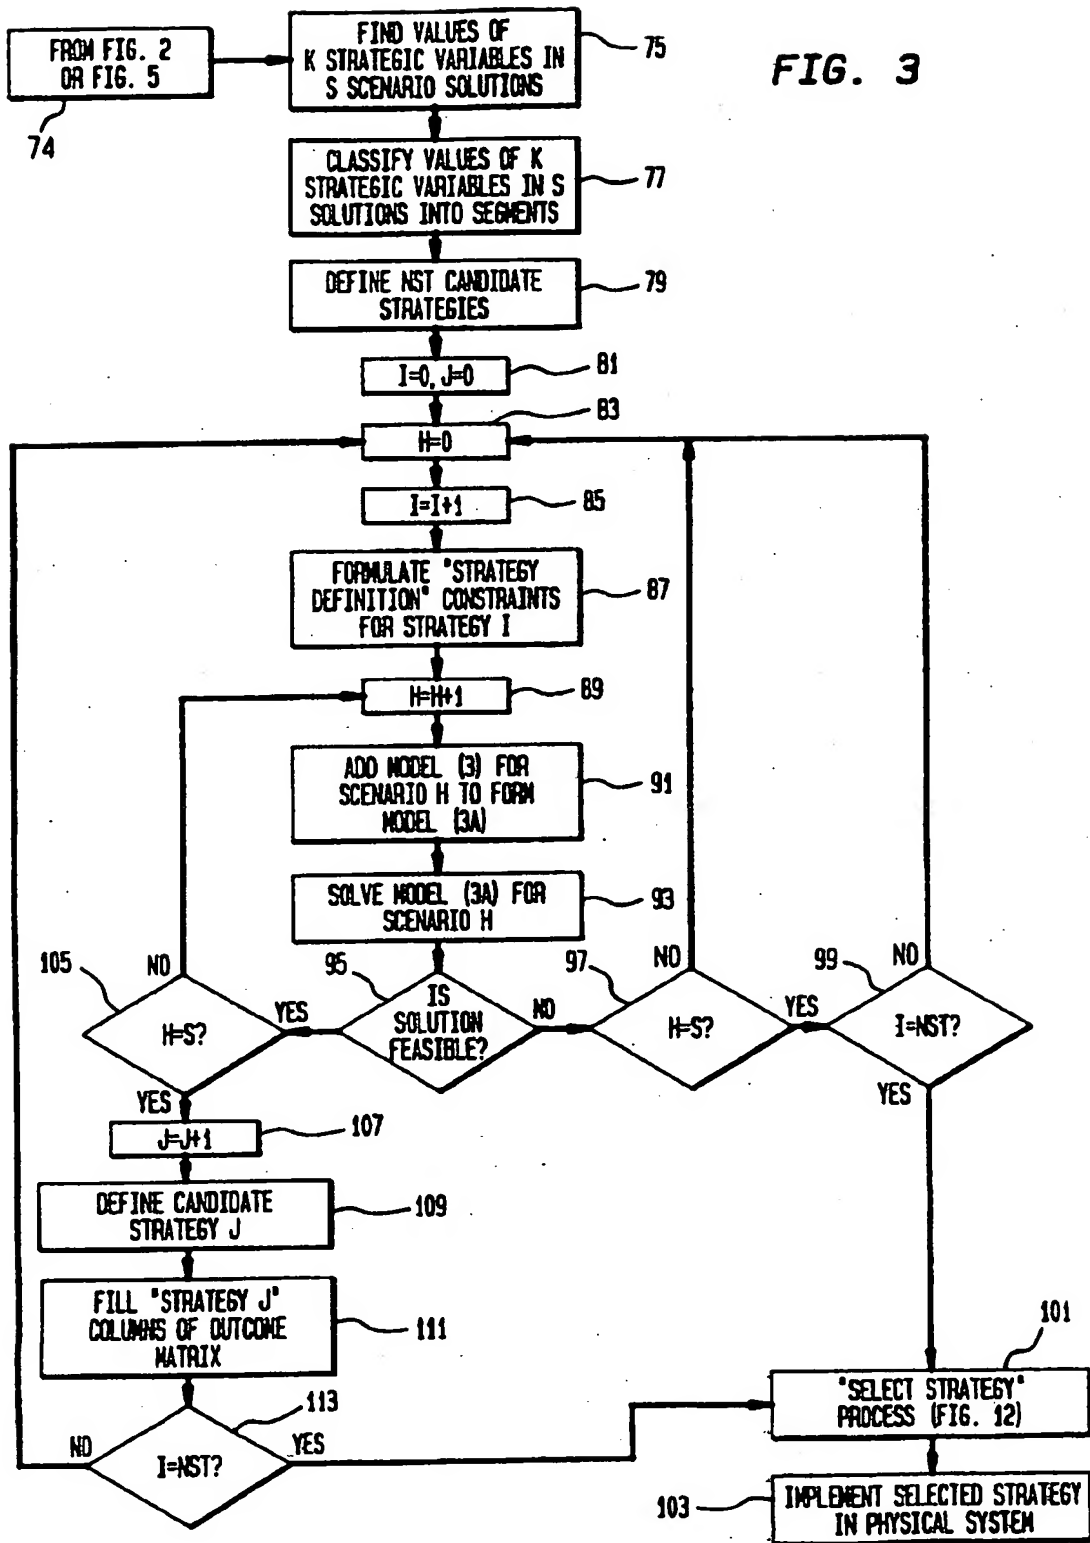 FIG. 3
FROM FIG. 2
OR FIG. 5
74
FIND VALUES OF
K STRATEGIC VARIABLES IN
S SCENARIO SOLUTIONS
75
CLASSIFY VALUES OF K
STRATEGIC VARIABLES IN S
SOLUTIONS INTO SEGMENTS
77
DEFINE NST CANDIDATE
STRATEGIES
79
I=0, J=0
81
H=0
83
I=I+1
85
FORMULATE "STRATEGY
DEFINITION" CONSTRAINTS
FOR STRATEGY I
87
H=H+1
89
ADD MODEL (3) FOR
SCENARIO H TO FORM
MODEL (3A)
91
SOLVE MODEL (3A) FOR
SCENARIO H
93
105
NO
H=S?
YES
YES
95
IS
SOLUTION
FEASIBLE?
NO
97
NO
H=S?
YES
99
NO
I=NST?
YES
J=J+1
107
DEFINE CANDIDATE
STRATEGY J
109
FILL "STRATEGY J"
COLUMNS OF OUTCOME
MATRIX
111
113
NO
I=NST?
YES
101
"SELECT STRATEGY"
PROCESS (FIG. 12)
103
IMPLEMENT SELECTED STRATEGY
IN PHYSICAL SYSTEM